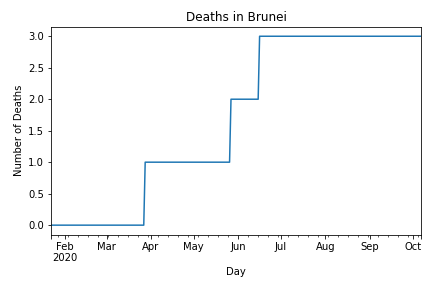 Deaths in Brunei
Number of Deaths
3.0
2.5
2.0
1.5
1.0
0.5
0.0
Feb Mar Apr May Jun Jul Aug Sep Oct
2020
Day